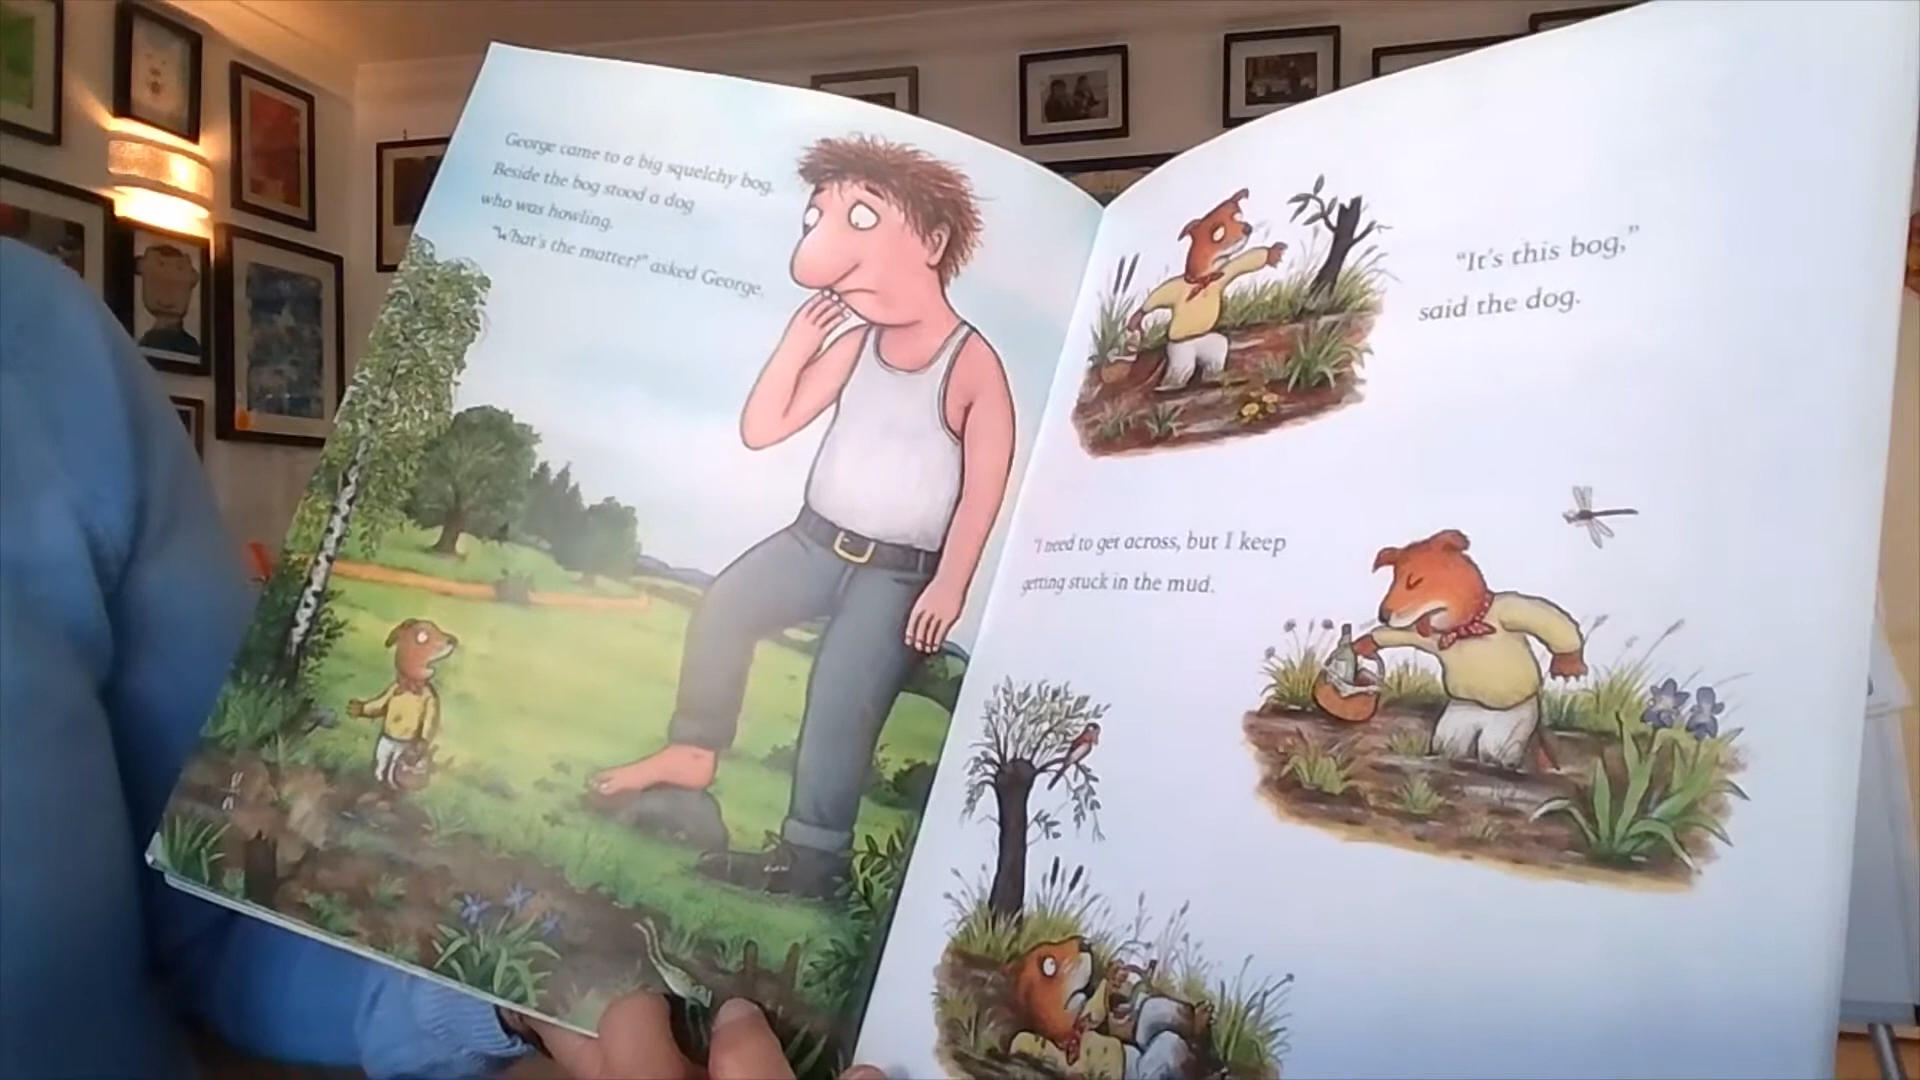 George came to a big squelchy bog.
Beside the bog stood a dog
who was howling.
"What's the matter?" asked George.
"It's this bog,"
said the dog.
"I need to get across, but I keep
getting stuck in the mud.